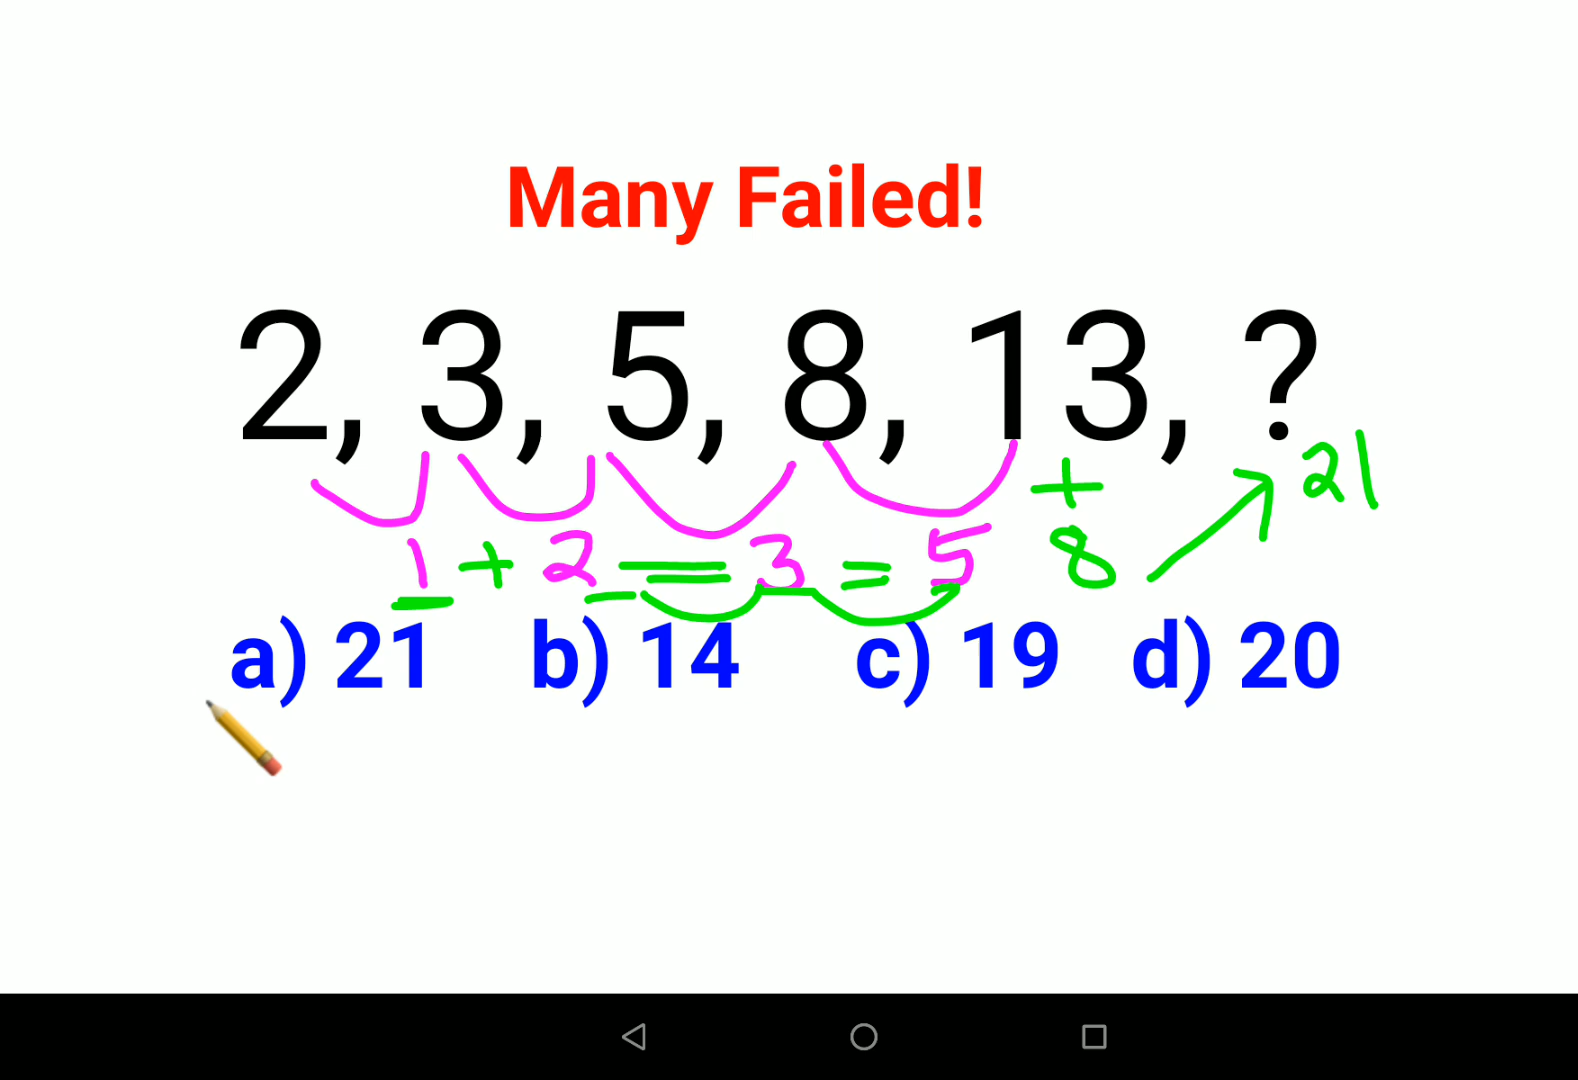 Many Failed!
2, 3, 5, 8, 13, ?
+ 21
1 + 2 = 3 = 5 8
a) 21 b) 14 c) 19 d) 20